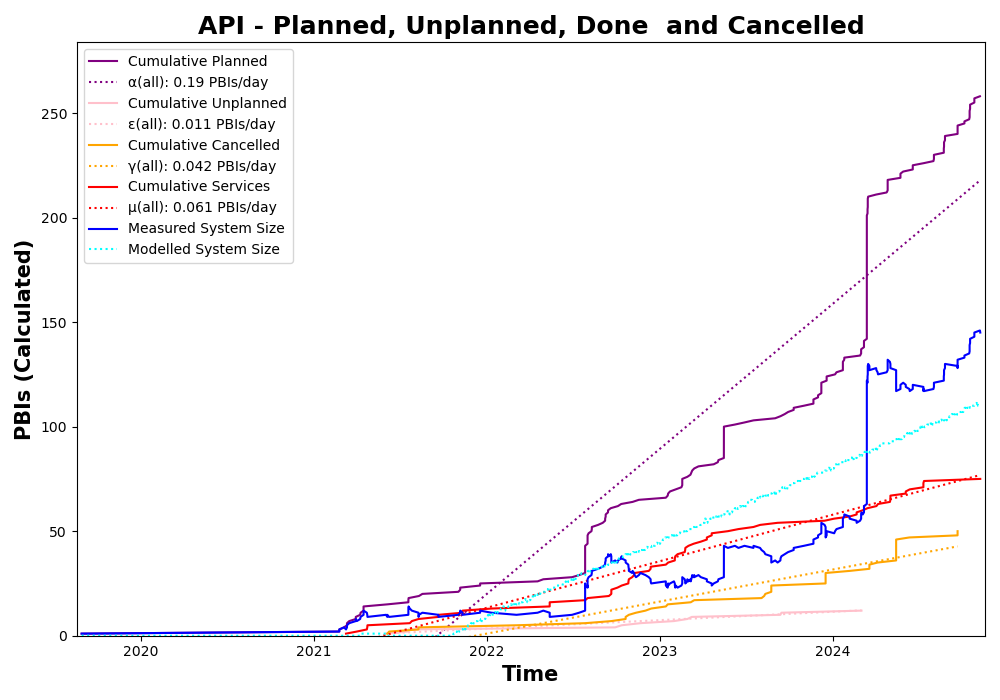 API - Planned, Unplanned, Done  and Cancelled
Cumulative Planned
α(all): 0.19 PBIs/day
Cumulative Unplanned
ε(all): 0.011 PBIs/day
Cumulative Cancelled
γ(all): 0.042 PBIs/day
Cumulative Services
μ(all): 0.061 PBIs/day
Measured System Size
Modelled System Size
PBIs (Calculated)
250
200
150
100
50
0
2020 2021 2022 2023 2024
Time